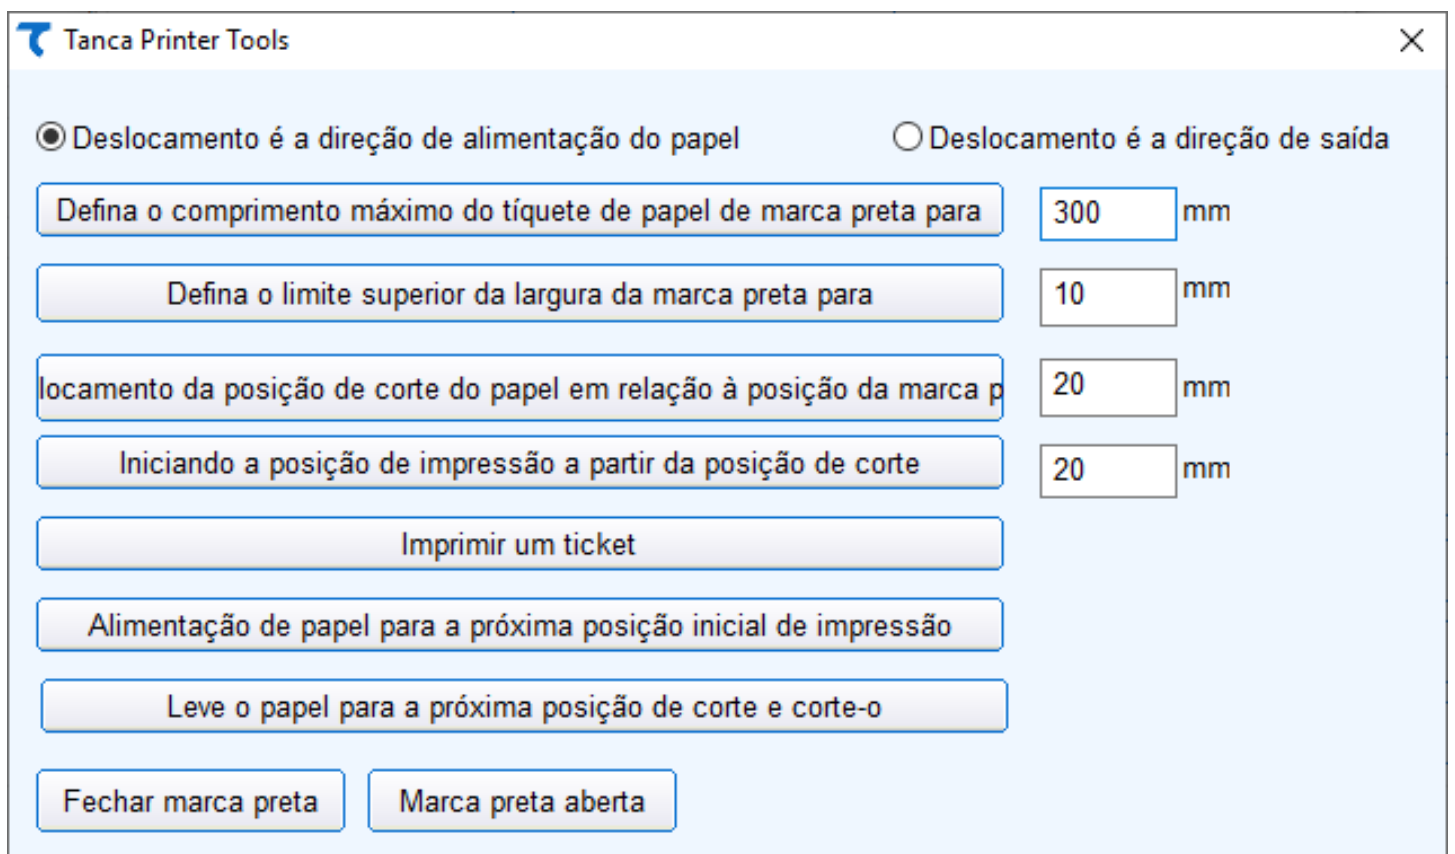 Tanca Printer Tools
Deslocamento é a direção de alimentação do papel
Deslocamento é a direção de saída
Defina o comprimento máximo do tíquete de papel de marca preta para 300 mm
Defina o limite superior da largura da marca preta para 10 mm
locamento da posição de corte do papel em relação à posição da marca p 20 mm
Iniciando a posição de impressão a partir da posição de corte 20 mm
Imprimir um ticket
Alimentação de papel para a próxima posição inicial de impressão
Leve o papel para a próxima posição de corte e corte-o
Fechar marca preta
Marca preta aberta